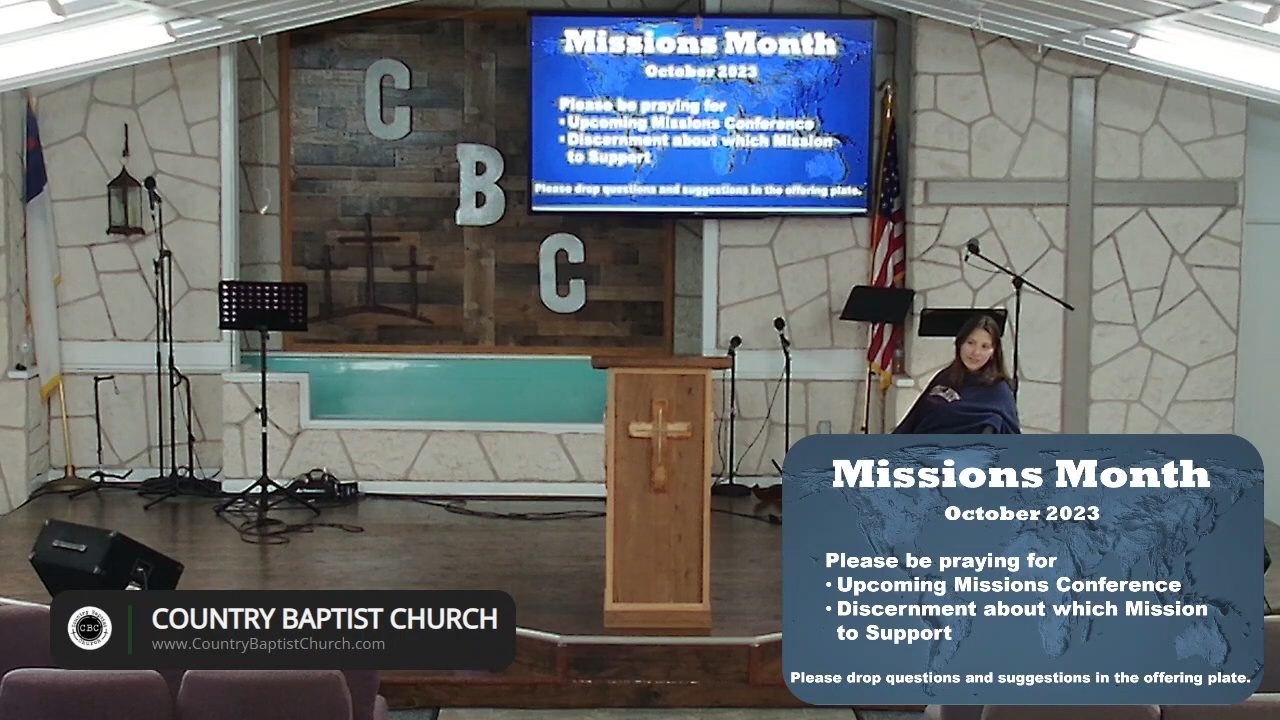 C
B
C
Missions Month
October 2023
Please be praying for
• Upcoming Missions Conference
• Discernment about which Mission
to Support
Please drop questions and suggestions in the offering plate.
Missions Month
October 2023
Please be praying for
• Upcoming Missions Conference
• Discernment about which Mission
to Support
Please drop questions and suggestions in the offering plate.
CBC
COUNTRY BAPTIST CHURCH
www.CountryBaptistChurch.com